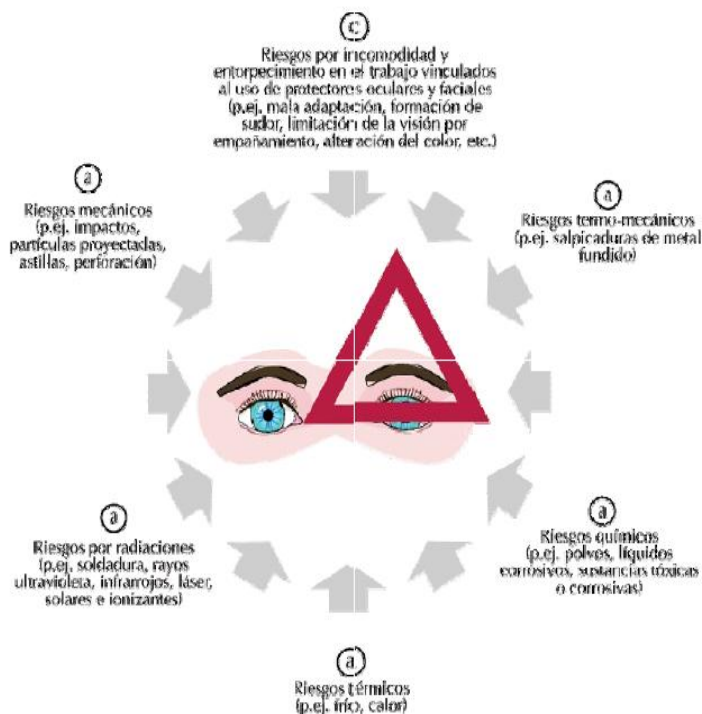 c
Riesgos por incomodidad y
entorpecimiento en el trabajo vinculados
al uso de protectores oculares y faciales
(p.ej. mala adaptación, formación de
sudor, limitación de la visión por
empañamiento, alteración del color, etc.)
a
Riesgos mecánicos
(p.ej. impactos,
partículas proyectadas,
astillas, perforación)
a
Riesgos termo-mecánicos
(p.ej. salpicaduras de metal
fundido)
a
Riesgos por radiaciones
(p.ej. soldadura, rayos
ultravioleta, infrarrojos, láser,
solares e ionizantes)
a
Riesgos químicos
(p.ej. polvos, líquidos
corrosivos, sustancias tóxicas
o corrosivas)
a
Riesgos térmicos
(p.ej. frío, calor)